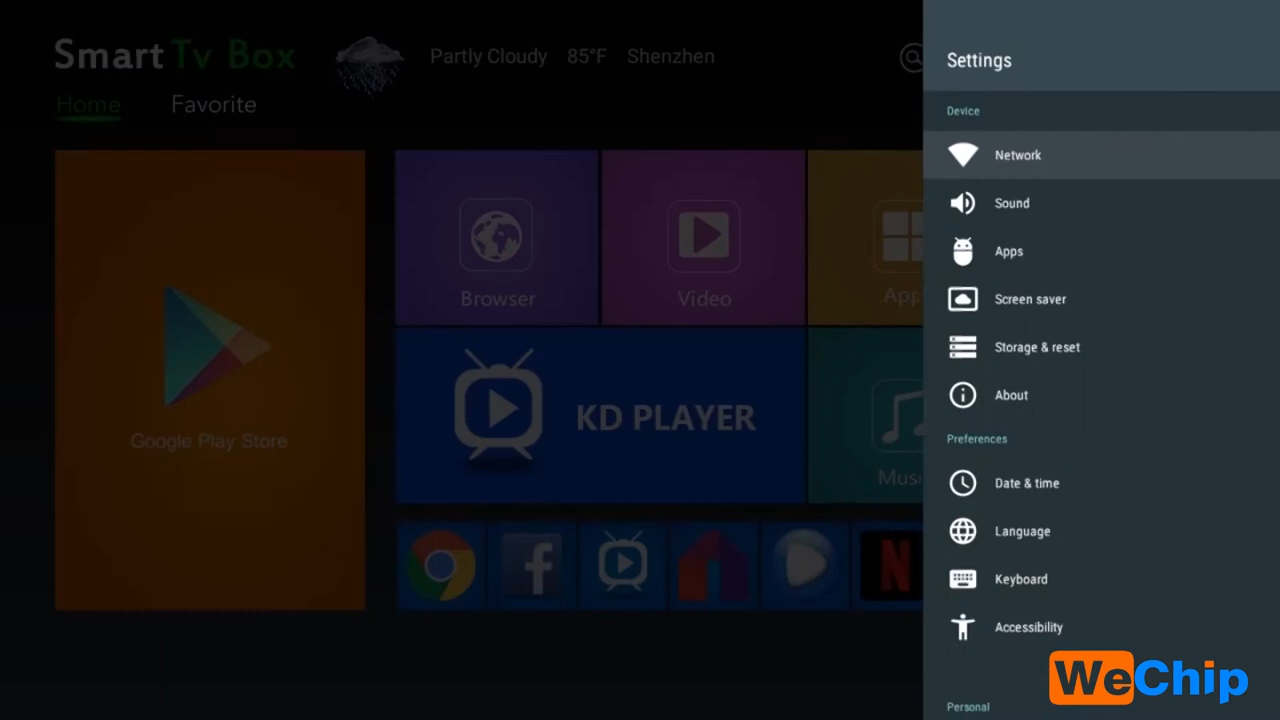 Smart Tv Box
Partly Cloudy 85°F Shenzhen
Home Favorite
Google Play Store
Browser
Video
App
KD PLAYER
Mus
f
N
Settings
Device
Network
Sound
Apps
Screen saver
Storage & reset
About
Preferences
Date & time
Language
Keyboard
Accessibility
Personal
WeChip